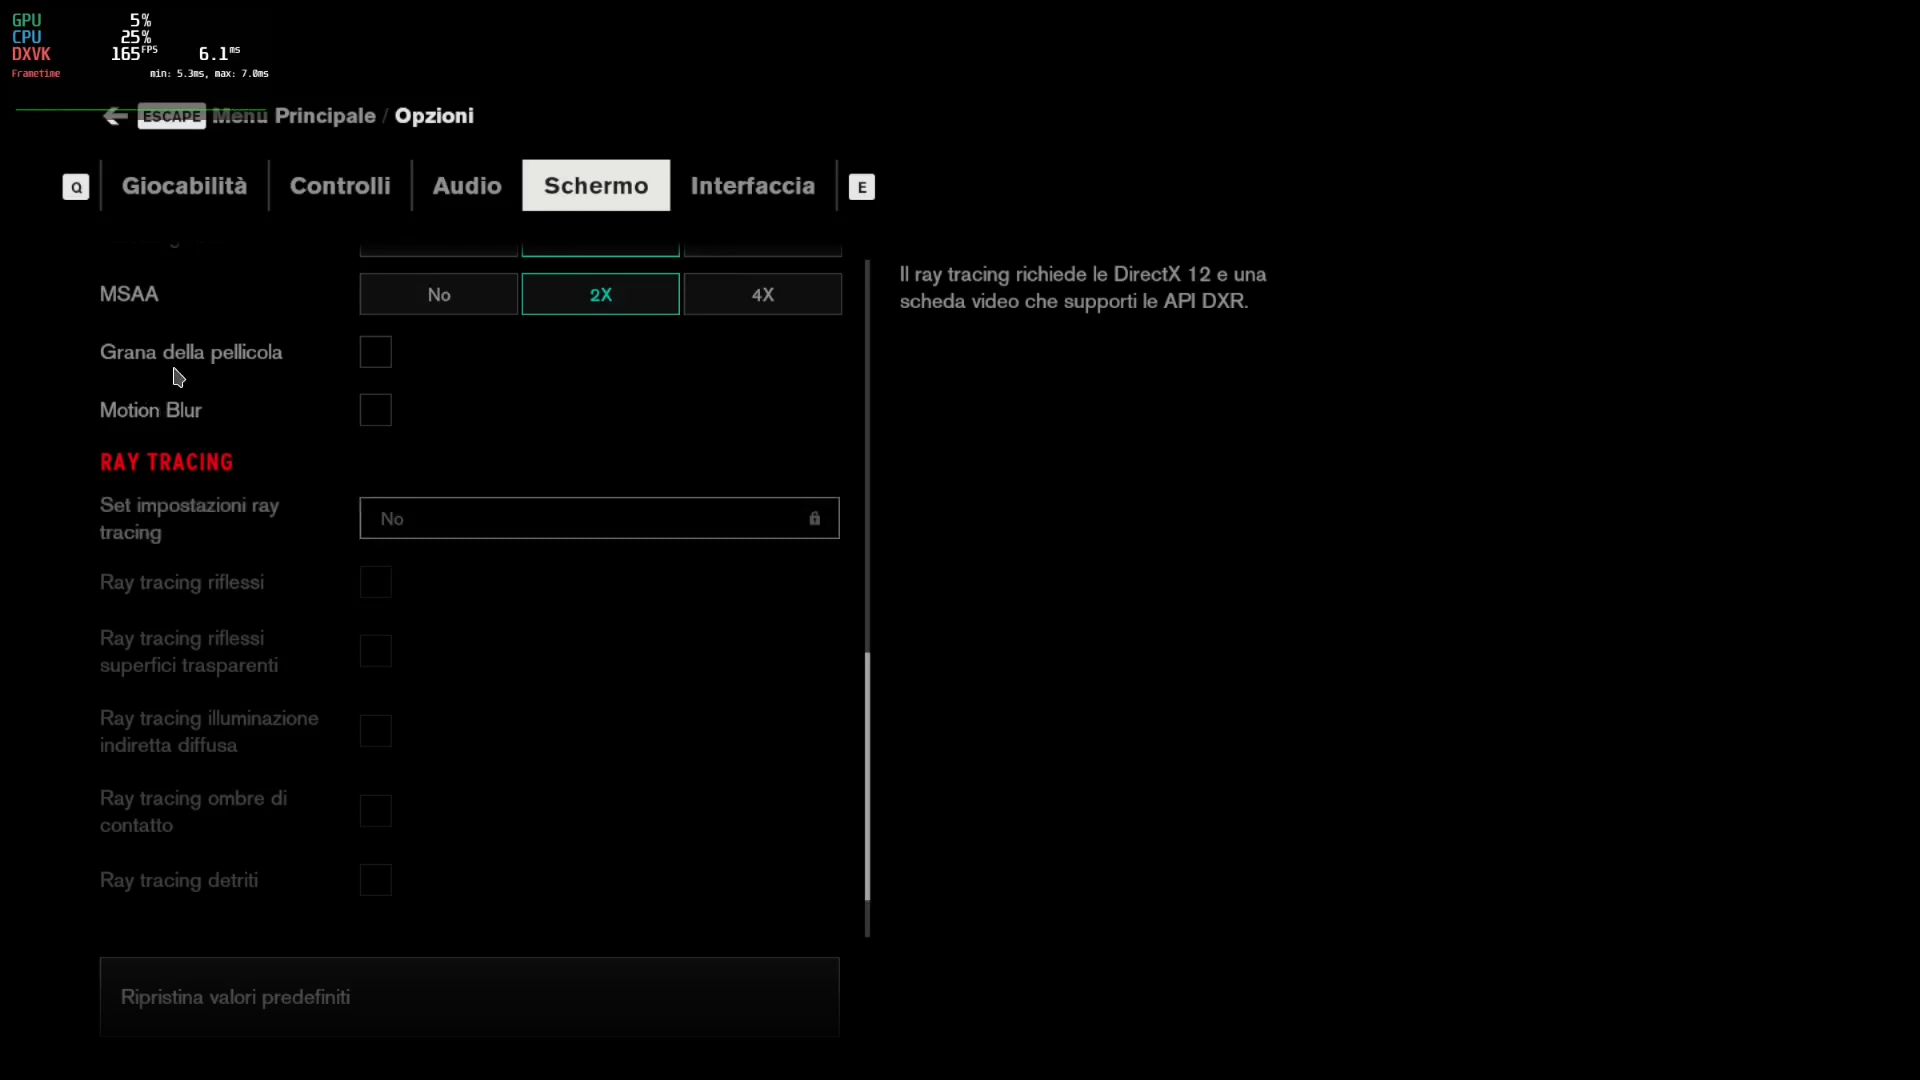 GPU 5%
CPU 25%
DXVK 165FPS 6.1ms
Frametime min: 5.3ms, max: 7.0ms
ESCAPE Menu Principale / Opzioni
Q Giocabilità Controlli Audio Schermo Interfaccia E
MSAA No 2X 4X
Grana della pellicola
Motion Blur
RAY TRACING
Set impostazioni ray
tracing
No
Ray tracing riflessi
Ray tracing riflessi
superfici trasparenti
Ray tracing illuminazione
indiretta diffusa
Ray tracing ombre di
contatto
Ray tracing detriti
Ripristina valori predefiniti
Il ray tracing richiede le DirectX 12 e una
scheda video che supporti le API DXR.